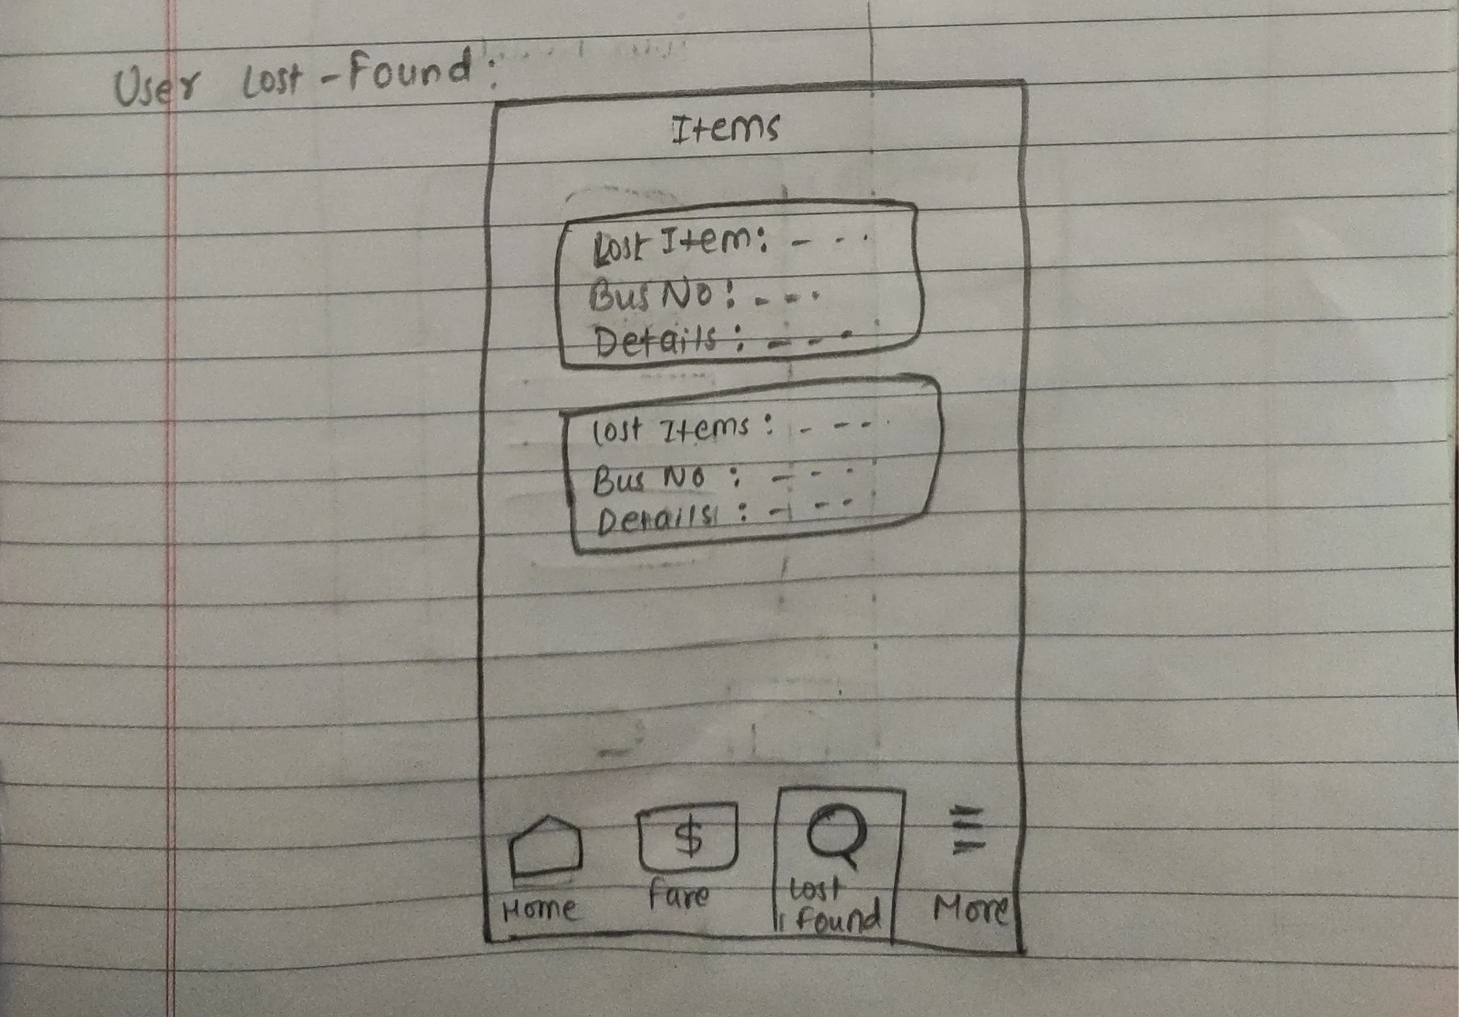 User Lost-Found:
Items
Lost Item: - - -
Bus No: - - -
Details: - - -
Lost Items: - - - -
Bus No : - - - -
Details : - - - -
$
Home
Fare
Lost
Found
More